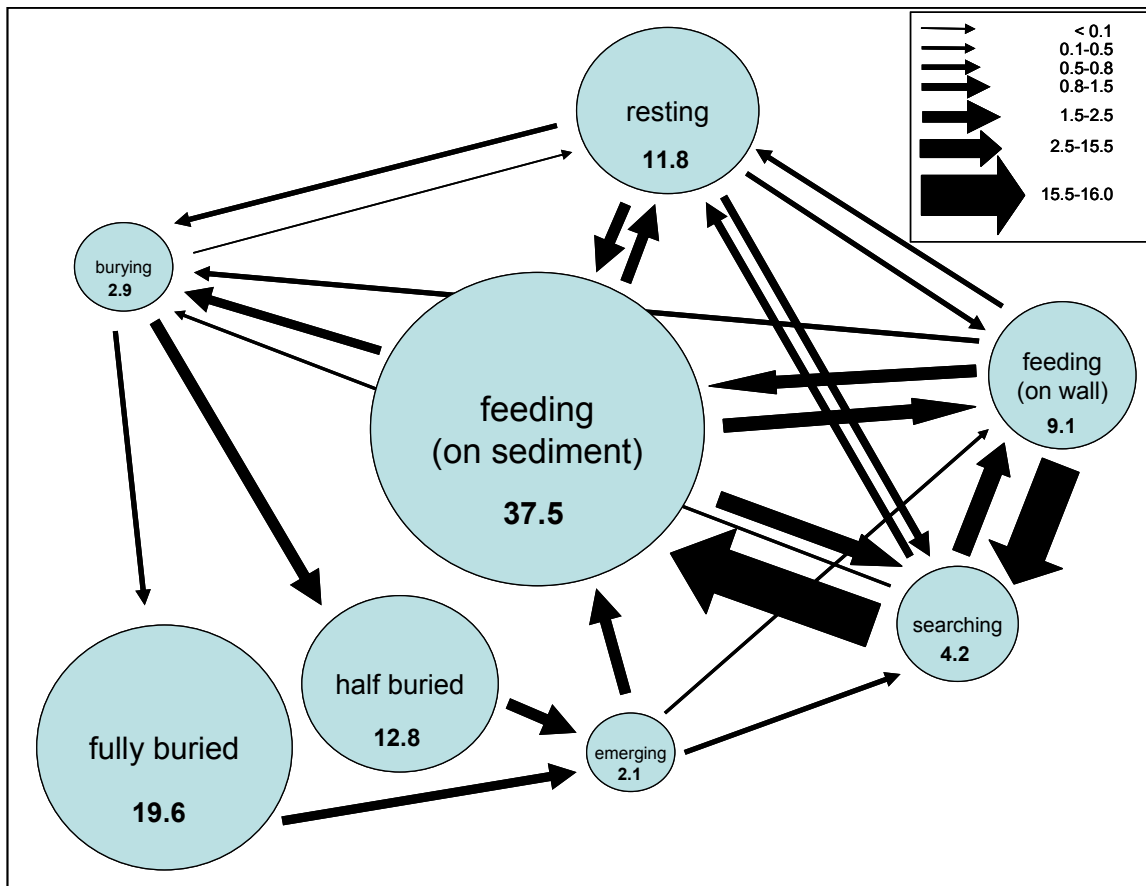 < 0.1
0.1-0.5
0.5-0.8
0.8-1.5
1.5-2.5
2.5-15.5
15.5-16.0
resting
11.8
burying
2.9
feeding
(on wall)
9.1
feeding
(on sediment)
37.5
searching
4.2
half buried
12.8
fully buried
19.6
emerging
2.1